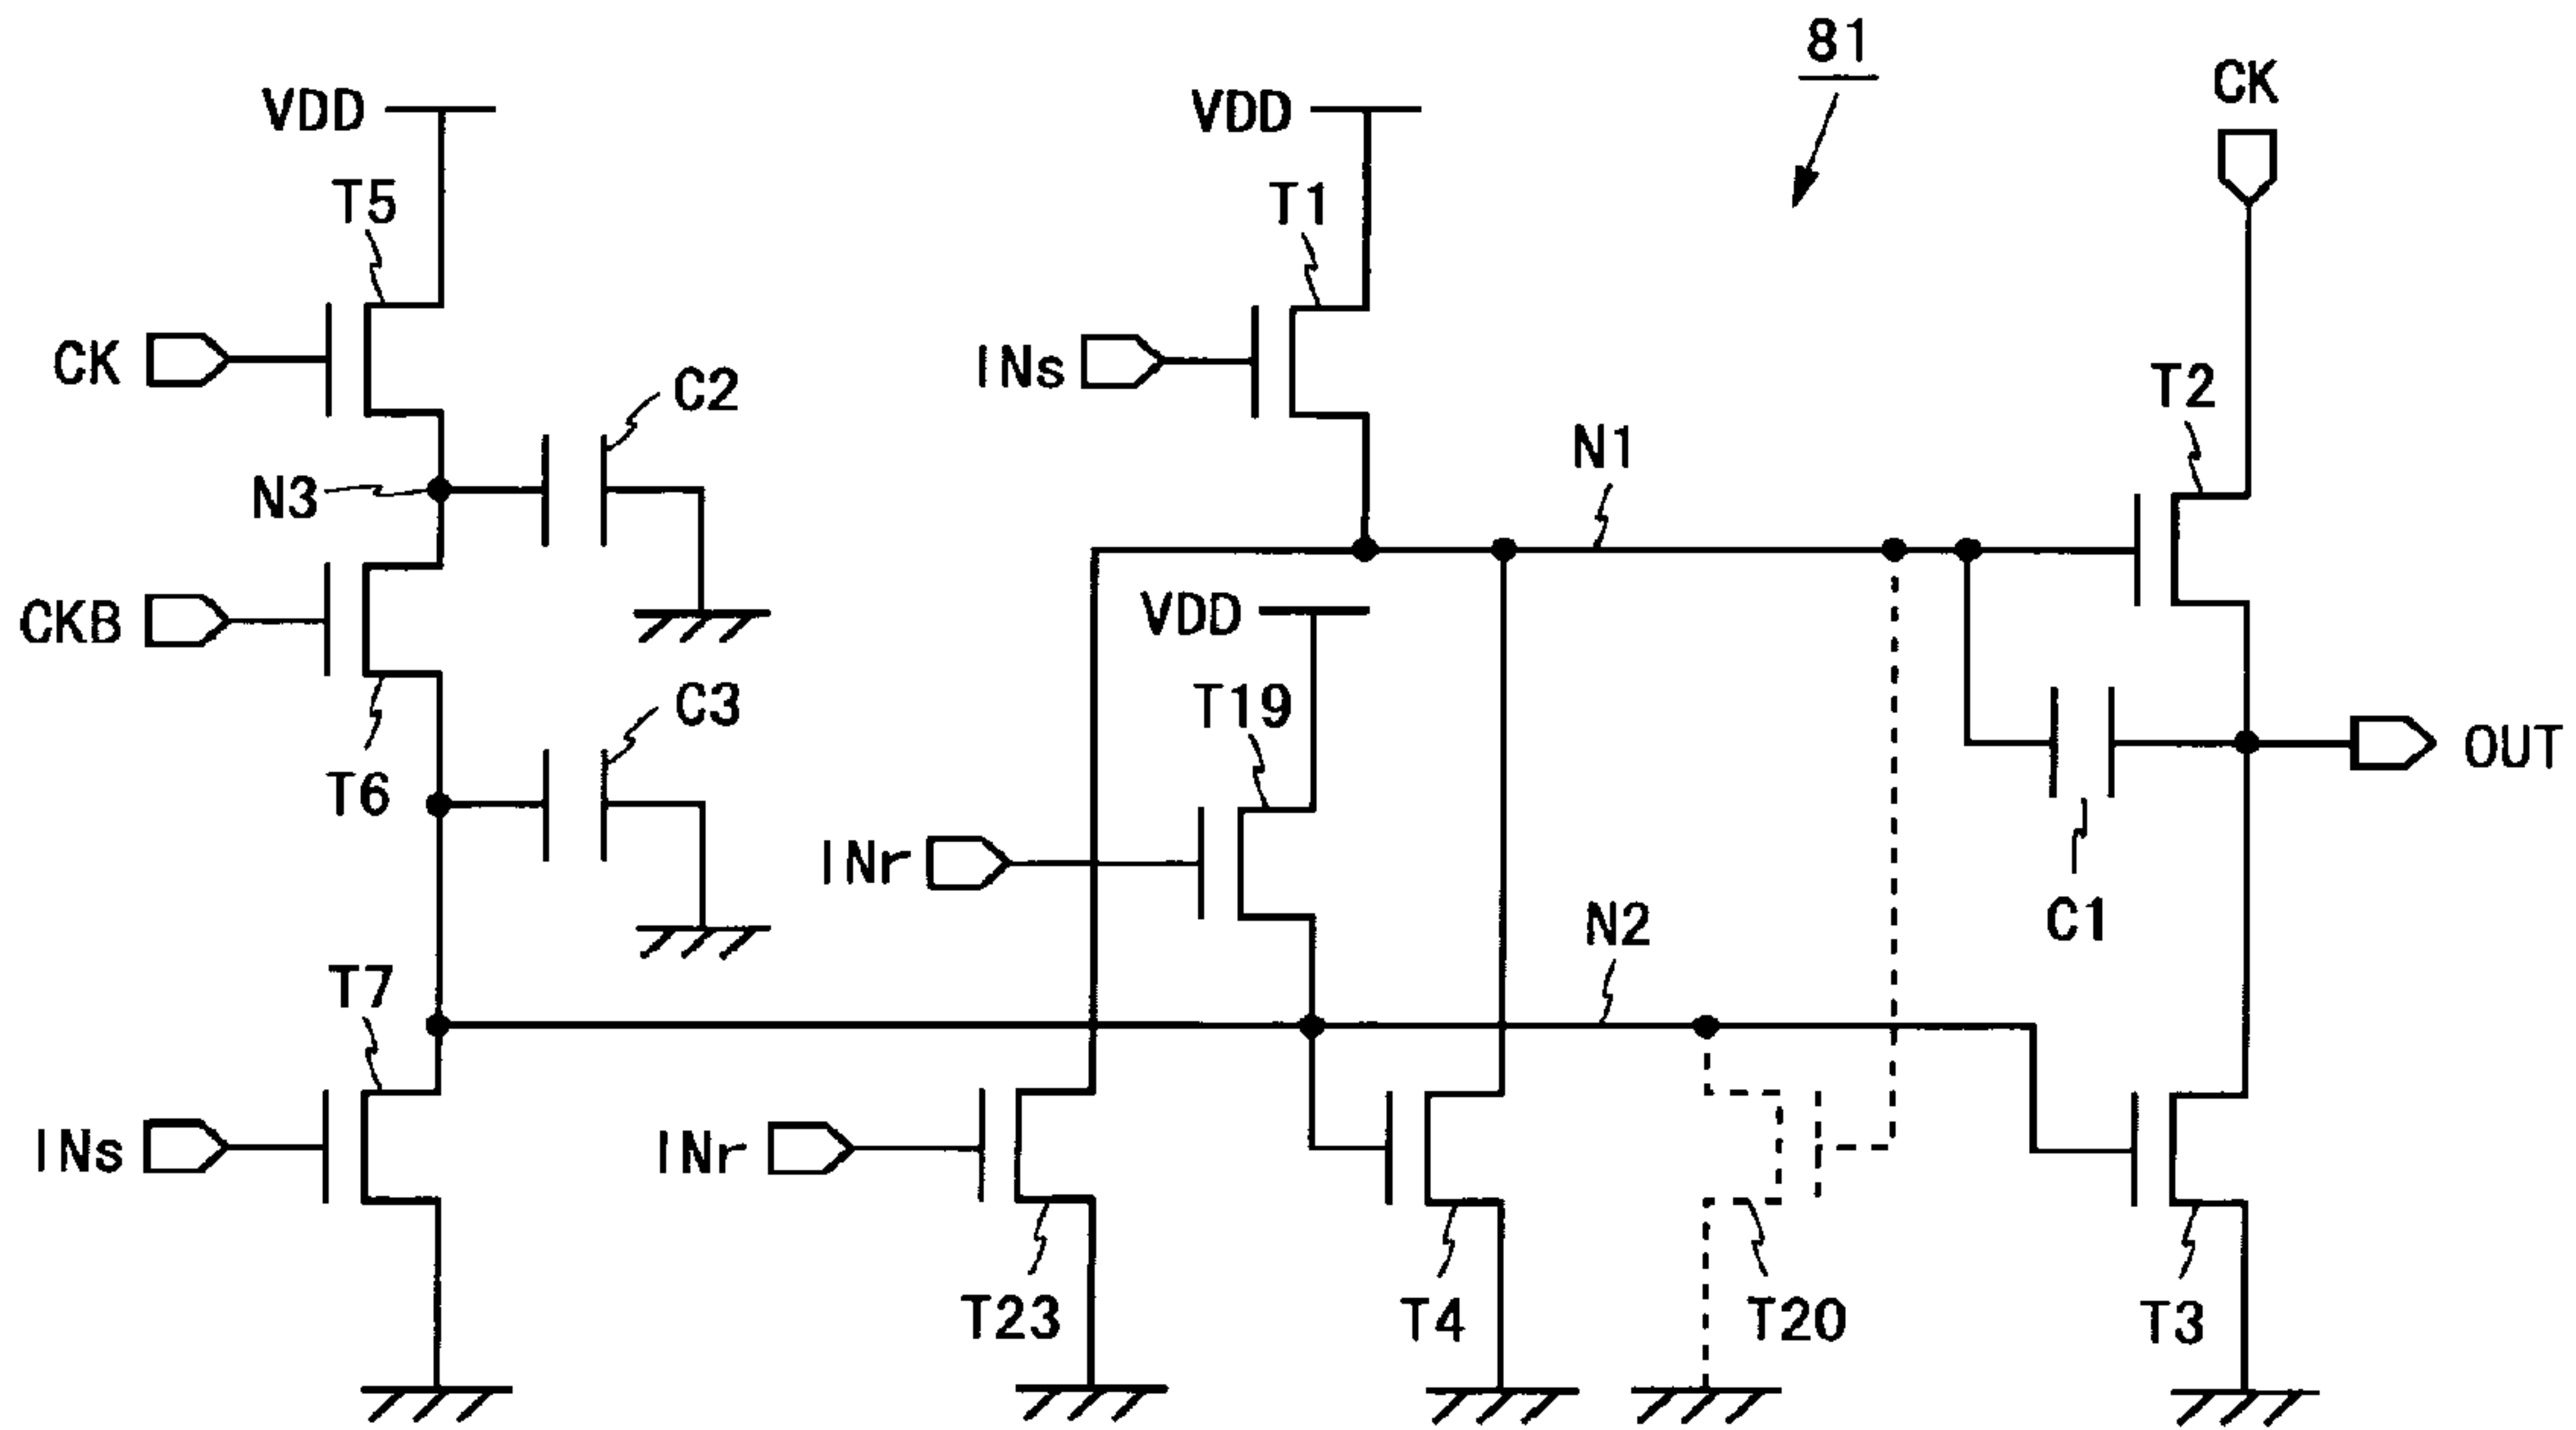 81
CK
VDD
VDD
T5
T1
CK
C2
INs
T2
N1
N3
CKB
VDD
C3
T19
T6
OUT
INr
C1
N2
T7
INs
INr
T23
T4
T20
T3